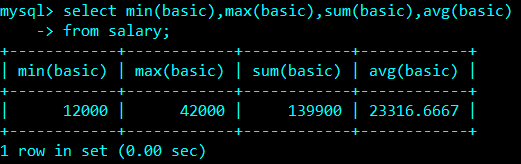 mysql> select min(basic),max(basic),sum(basic),avg(basic)
    -> from salary;
+------------+------------+------------+------------+
| min(basic) | max(basic) | sum(basic) | avg(basic) |
+------------+------------+------------+------------+
|      12000 |      42000 |     139900 | 23316.6667 |
+------------+------------+------------+------------+
1 row in set (0.00 sec)